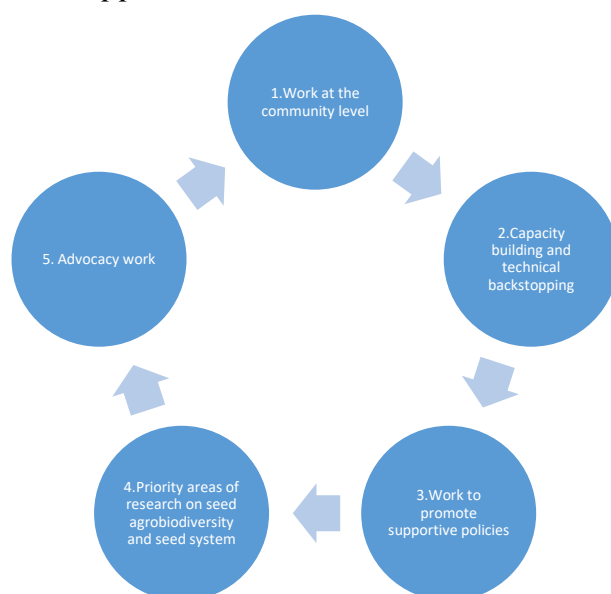 1.Work at the
community level
2.Capacity
building and
technical
backstopping
3.Work to
promote
supportive policies
4.Priority areas of
research on seed
agrobiodiversity
and seed system
5. Advocacy work